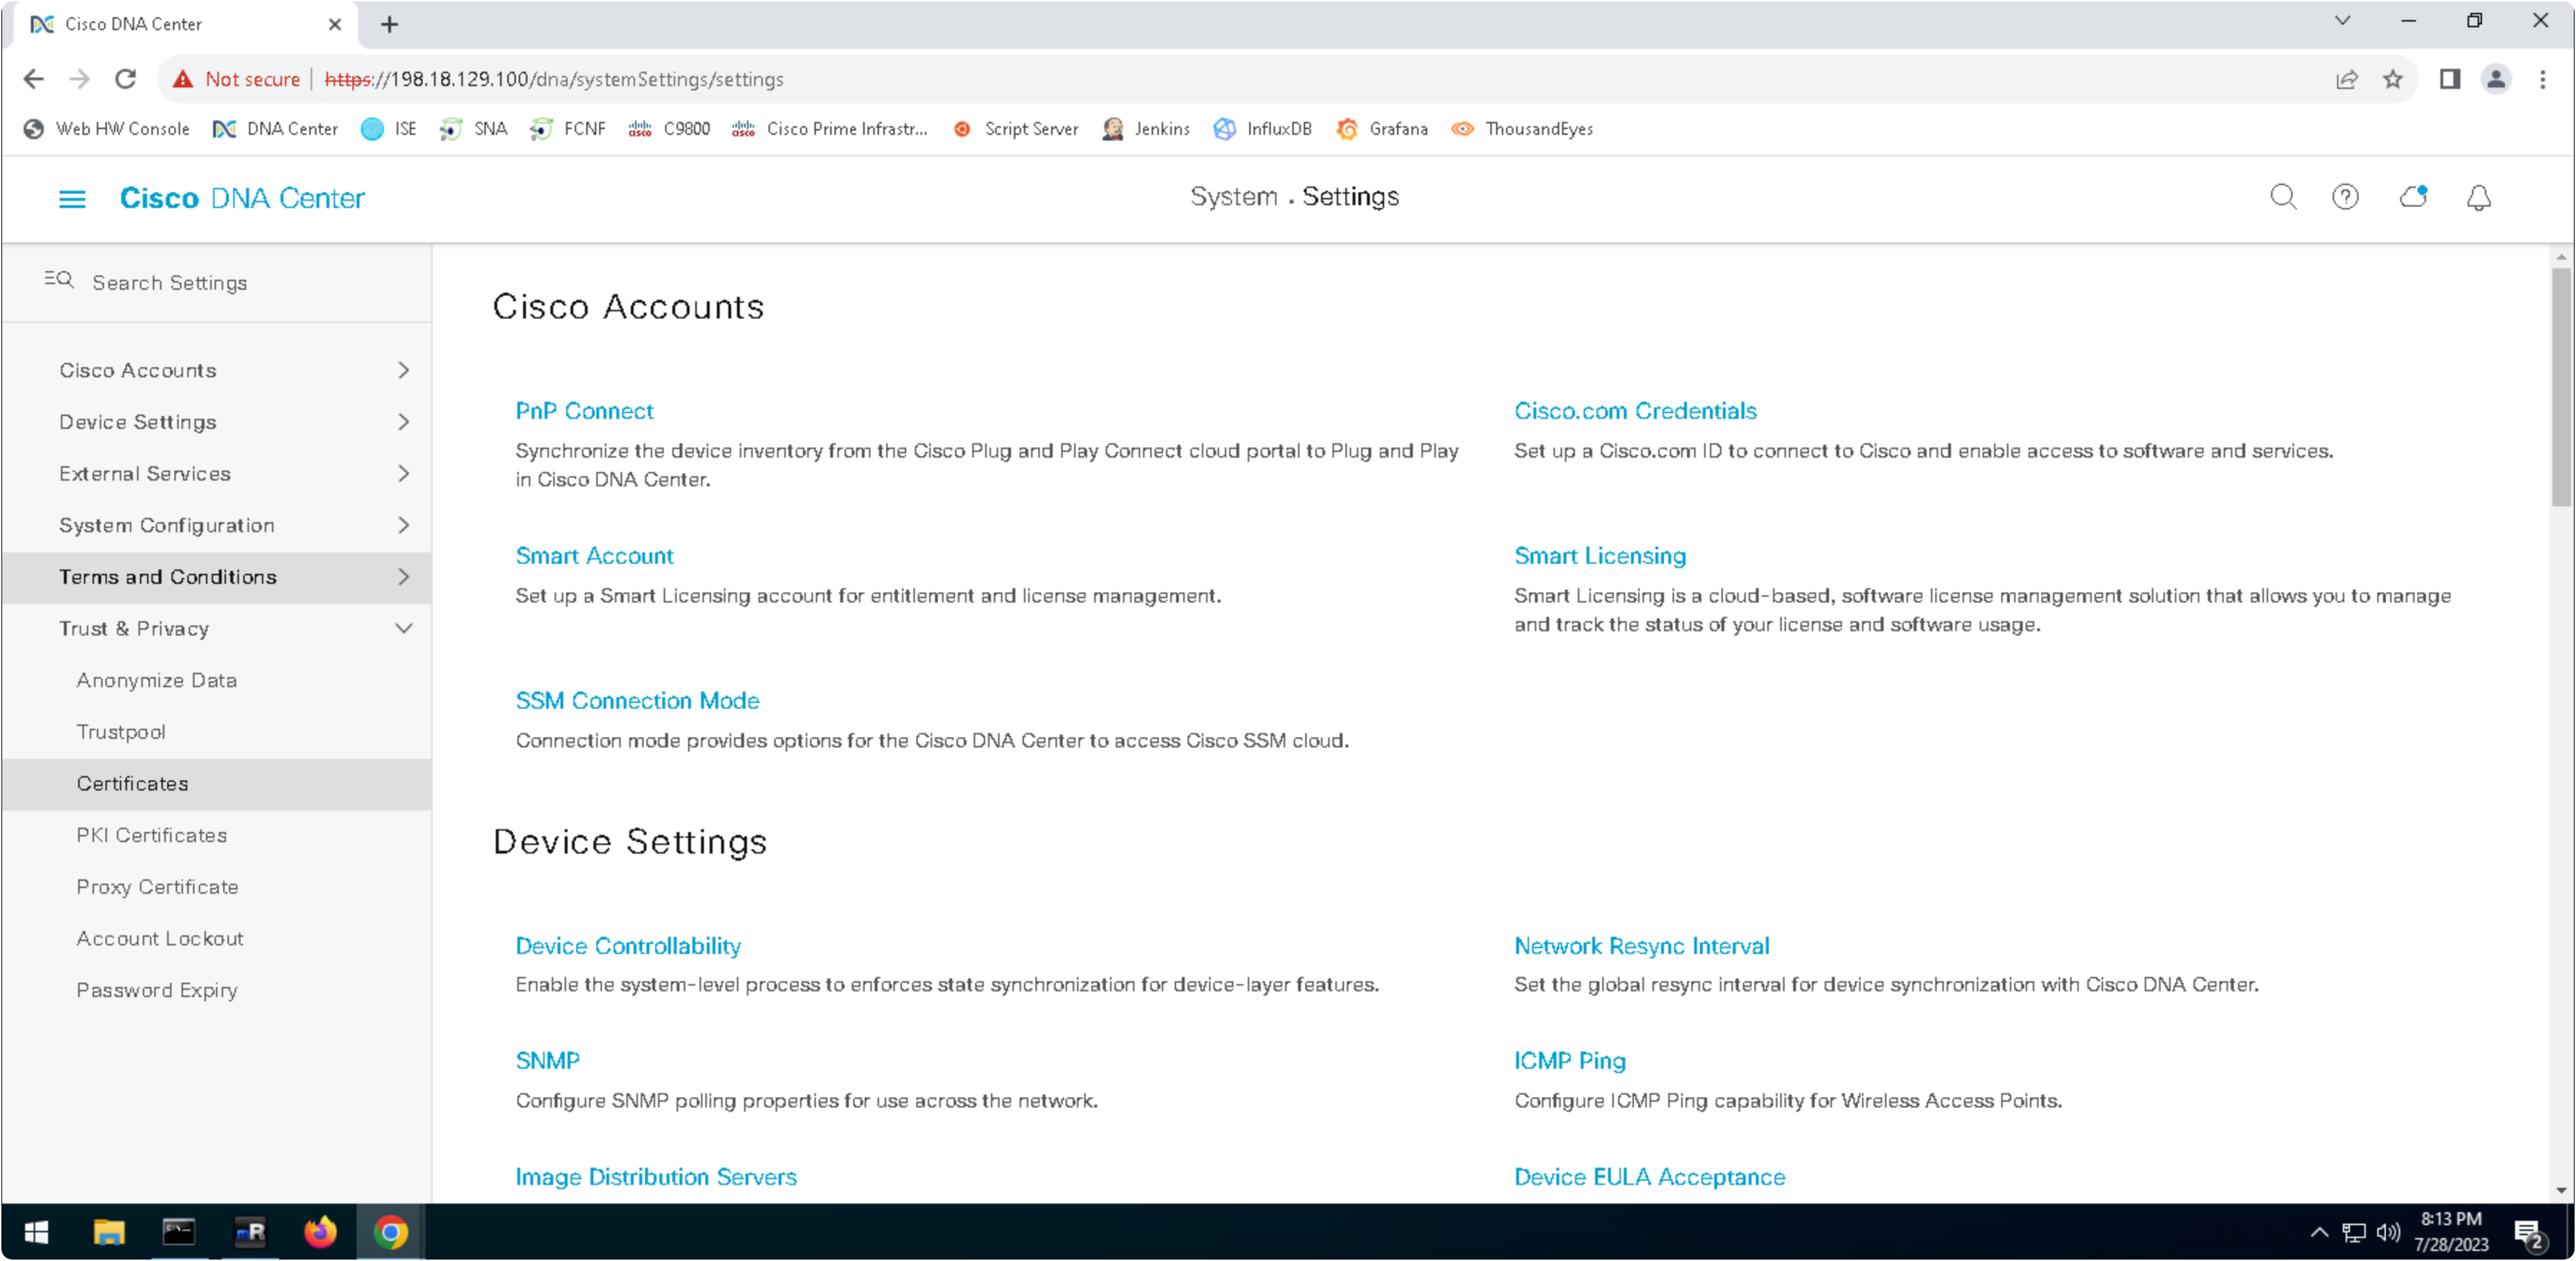 Cisco DNA Center
Not secure | https://198.18.129.100/dna/systemSettings/settings
Web HW Console DNA Center ISE SNA FCNF C9800 Cisco Prime Infrastr... Script Server Jenkins InfluxDB Grafana ThousandEyes
Cisco DNA Center
System . Settings
Search Settings
Cisco Accounts
Device Settings
External Services
System Configuration
Terms and Conditions
Trust & Privacy
Anonymize Data
Trustpool
Certificates
PKI Certificates
Proxy Certificate
Account Lockout
Password Expiry
Cisco Accounts
PnP Connect
Synchronize the device inventory from the Cisco Plug and Play Connect cloud portal to Plug and Play
in Cisco DNA Center.
Cisco.com Credentials
Set up a Cisco.com ID to connect to Cisco and enable access to software and services.
Smart Account
Set up a Smart Licensing account for entitlement and license management.
Smart Licensing
Smart Licensing is a cloud-based, software license management solution that allows you to manage
and track the status of your license and software usage.
SSM Connection Mode
Connection mode provides options for the Cisco DNA Center to access Cisco SSM cloud.
Device Settings
Device Controllability
Enable the system-level process to enforces state synchronization for device-layer features.
Network Resync Interval
Set the global resync interval for device synchronization with Cisco DNA Center.
SNMP
Configure SNMP polling properties for use across the network.
ICMP Ping
Configure ICMP Ping capability for Wireless Access Points.
Image Distribution Servers
Device EULA Acceptance
mR
8:13 PM
7/28/2023
2